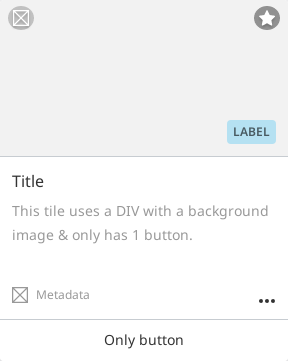 LABEL
Title
This tile uses a DIV with a background
image & only has 1 button.
Metadata
Only button